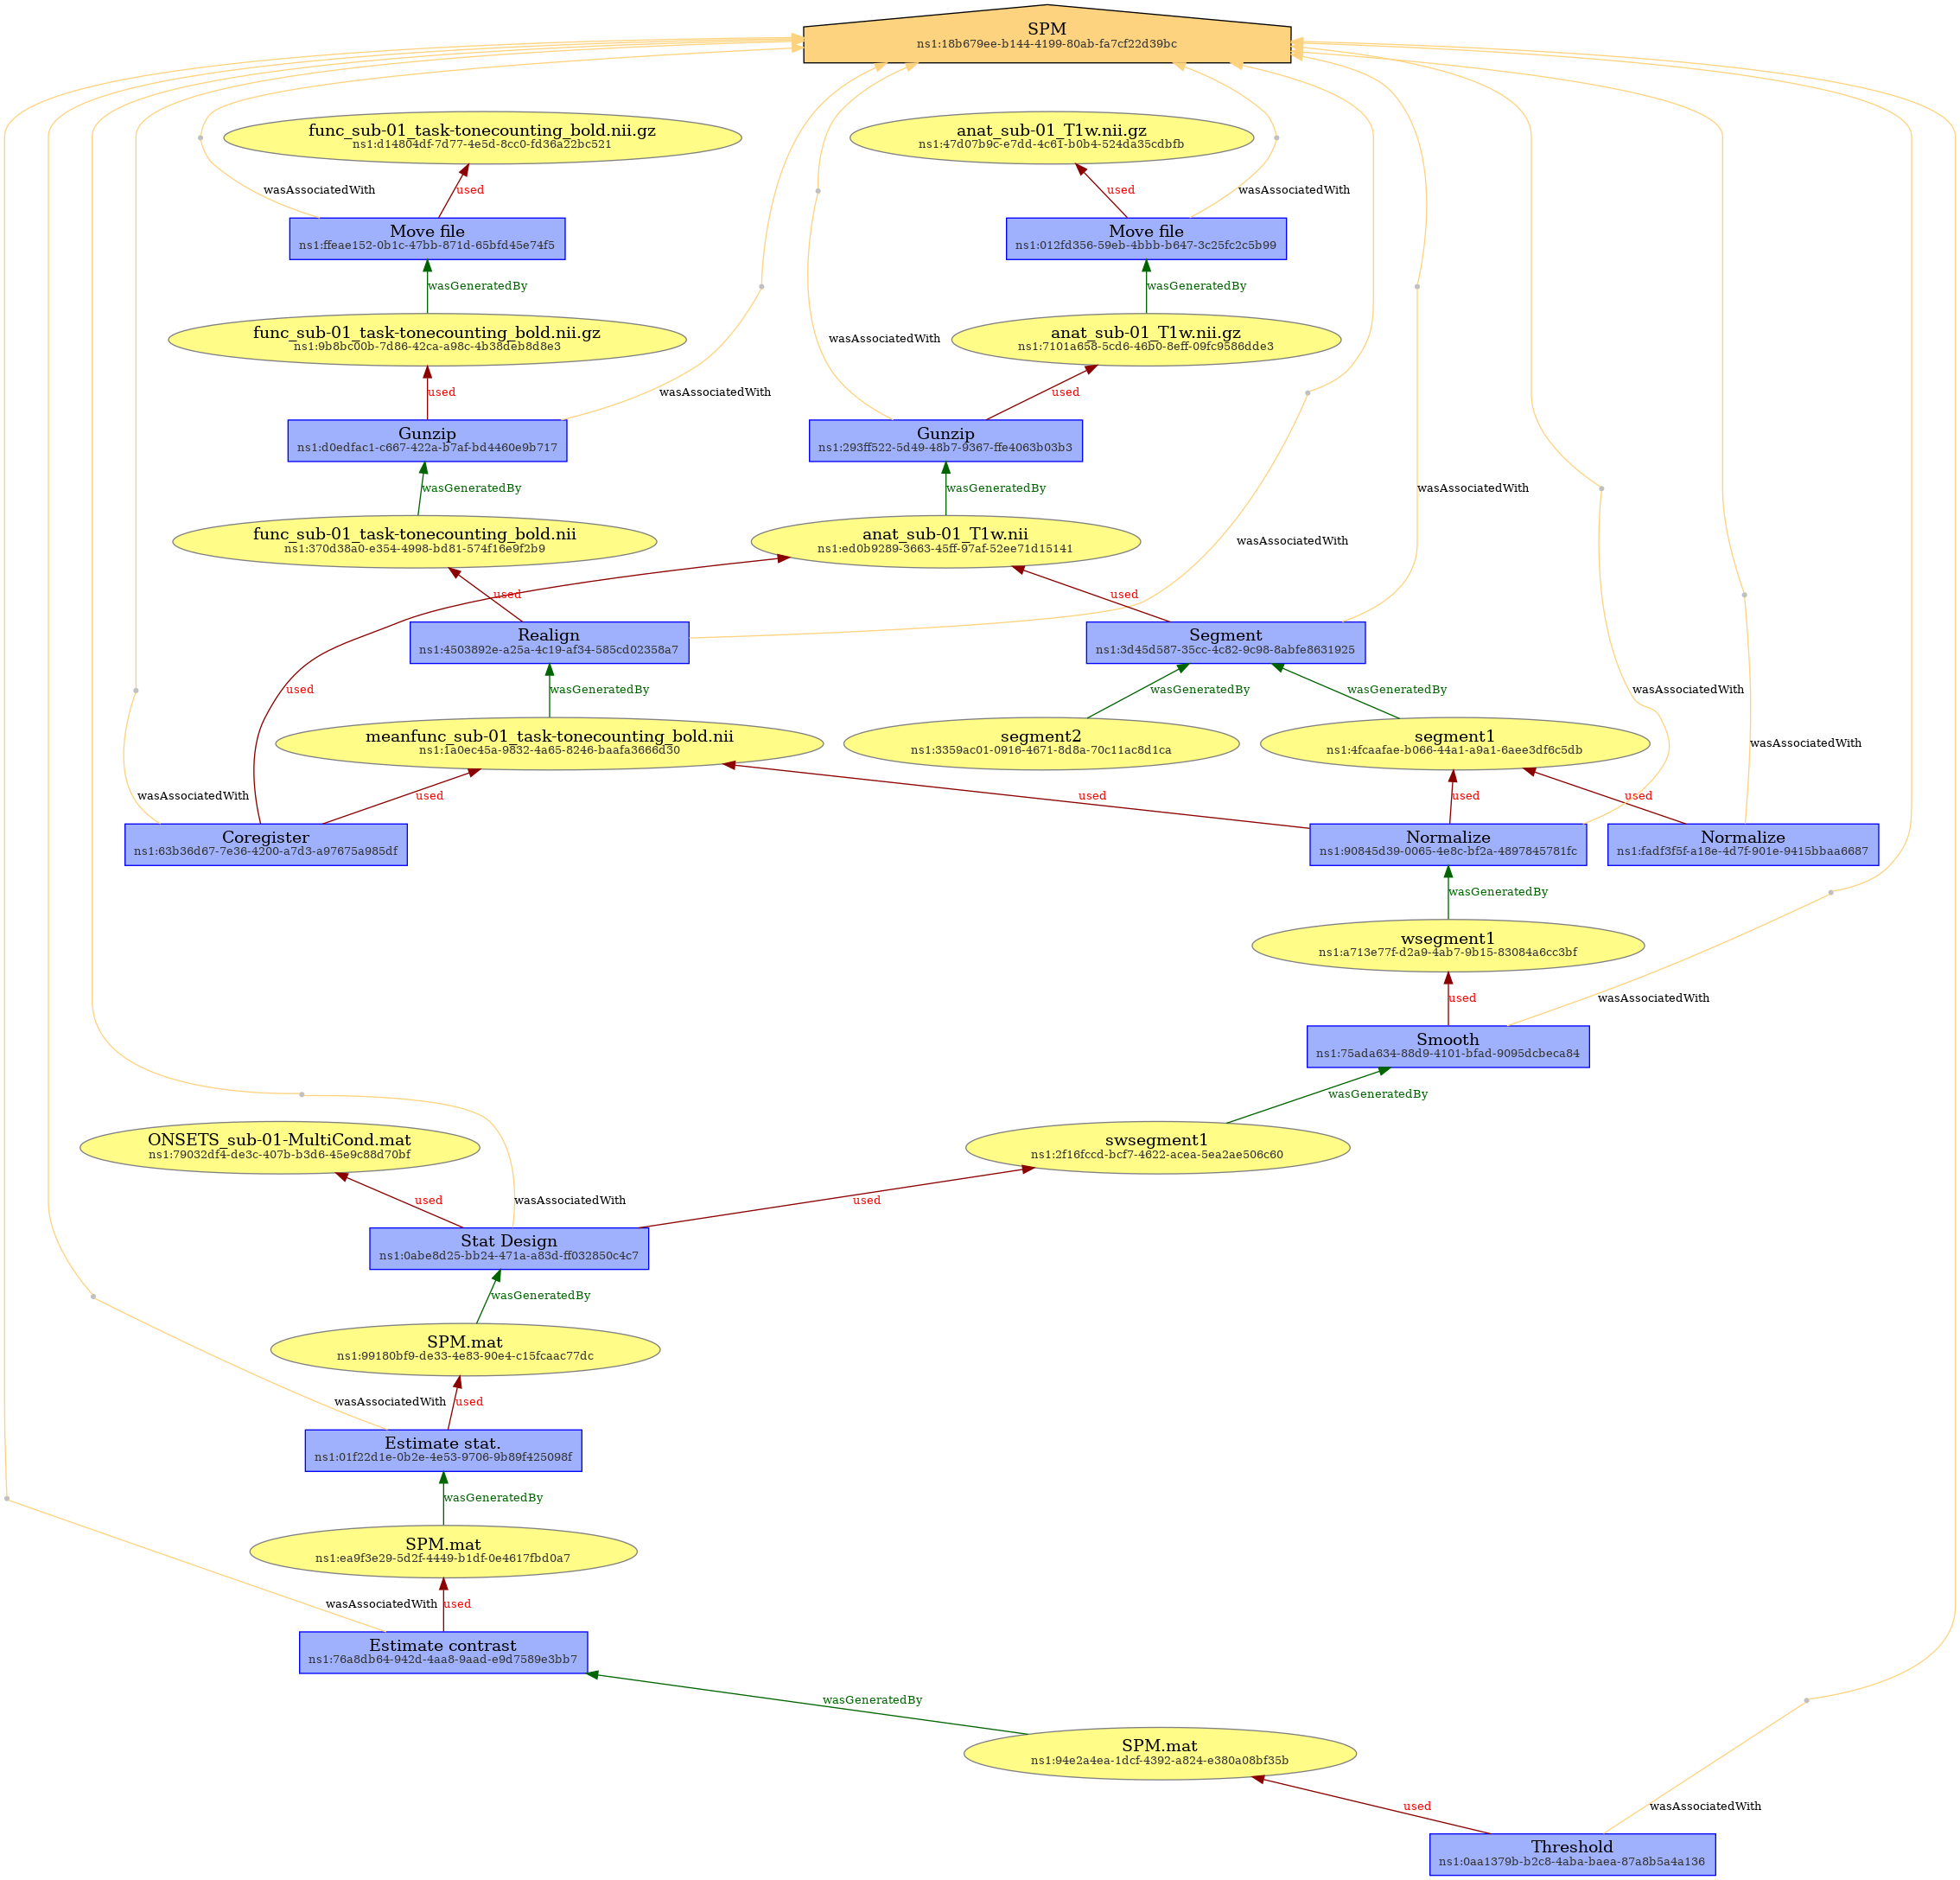 SPM
ns1:18b679ee-b144-4199-80ab-fa7cf22d39bc
func_sub-01_task-tonecounting_bold.nii.gz
ns1:d14804df-7d77-4e5d-8cc0-fd36a22bc521
anat_sub-01_T1w.nii.gz
ns1:47d07b9c-e7dd-4c61-b0b4-524da35cdbfb
wasAssociatedWith
used
used
wasAssociatedWith
Move file
ns1:ffeae152-0b1c-47bb-871d-65bfd45e74f5
Move file
ns1:012fd356-59eb-4bbb-b647-3c25fc2c5b99
wasGeneratedBy
wasGeneratedBy
func_sub-01_task-tonecounting_bold.nii.gz
ns1:9b8bc00b-7d86-42ca-a98c-4b38deb8d8e3
wasAssociatedWith
anat_sub-01_T1w.nii.gz
ns1:7101a658-5cd6-46b0-8eff-09fc9586dde3
used
wasAssociatedWith
used
Gunzip
ns1:d0edfac1-c667-422a-b7af-bd4460e9b717
Gunzip
ns1:293ff522-5d49-48b7-9367-ffe4063b03b3
wasGeneratedBy
wasGeneratedBy
wasAssociatedWith
func_sub-01_task-tonecounting_bold.nii
ns1:370d38a0-e354-4998-bd81-574f16e9f2b9
anat_sub-01_T1w.nii
ns1:ed0b9289-3663-45ff-97af-52ee71d15141
wasAssociatedWith
used
used
Realign
ns1:4503892e-a25a-4c19-af34-585cd02358a7
Segment
ns1:3d45d587-35cc-4c82-9c98-8abfe8631925
used
wasGeneratedBy
wasGeneratedBy
wasGeneratedBy
wasAssociatedWith
meanfunc_sub-01_task-tonecounting_bold.nii
ns1:1a0ec45a-9832-4a65-8246-baafa3666d30
segment2
ns1:3359ac01-0916-4671-8d8a-70c11ac8d1ca
segment1
ns1:4fcaafae-b066-44a1-a9a1-6aee3df6c5db
wasAssociatedWith
wasAssociatedWith
used
used
used
used
Coregister
ns1:63b36d67-7e36-4200-a7d3-a97675a985df
Normalize
ns1:90845d39-0065-4e8c-bf2a-4897845781fc
Normalize
ns1:fadf3f5f-a18e-4d7f-901e-9415bbaa6687
wasGeneratedBy
wsegment1
ns1:a713e77f-d2a9-4ab7-9b15-83084a6cc3bf
used
wasAssociatedWith
Smooth
ns1:75ada634-88d9-4101-bfad-9095dcbeca84
wasGeneratedBy
ONSETS_sub-01-MultiCond.mat
ns1:79032df4-de3c-407b-b3d6-45e9c88d70bf
swsegment1
ns1:2f16fccd-bcf7-4622-acea-5ea2ae506c60
used
wasAssociatedWith
used
Stat Design
ns1:0abe8d25-bb24-471a-a83d-ff032850c4c7
wasGeneratedBy
SPM.mat
ns1:99180bf9-de33-4e83-90e4-c15fcaac77dc
wasAssociatedWith
used
Estimate stat.
ns1:01f22d1e-0b2e-4e53-9706-9b89f425098f
wasGeneratedBy
SPM.mat
ns1:ea9f3e29-5d2f-4449-b1df-0e4617fbd0a7
wasAssociatedWith
used
Estimate contrast
ns1:76a8db64-942d-4aa8-9aad-e9d7589e3bb7
wasGeneratedBy
SPM.mat
ns1:94e2a4ea-1dcf-4392-a824-e380a08bf35b
used
wasAssociatedWith
Threshold
ns1:0aa1379b-b2c8-4aba-baea-87a8b5a4a136